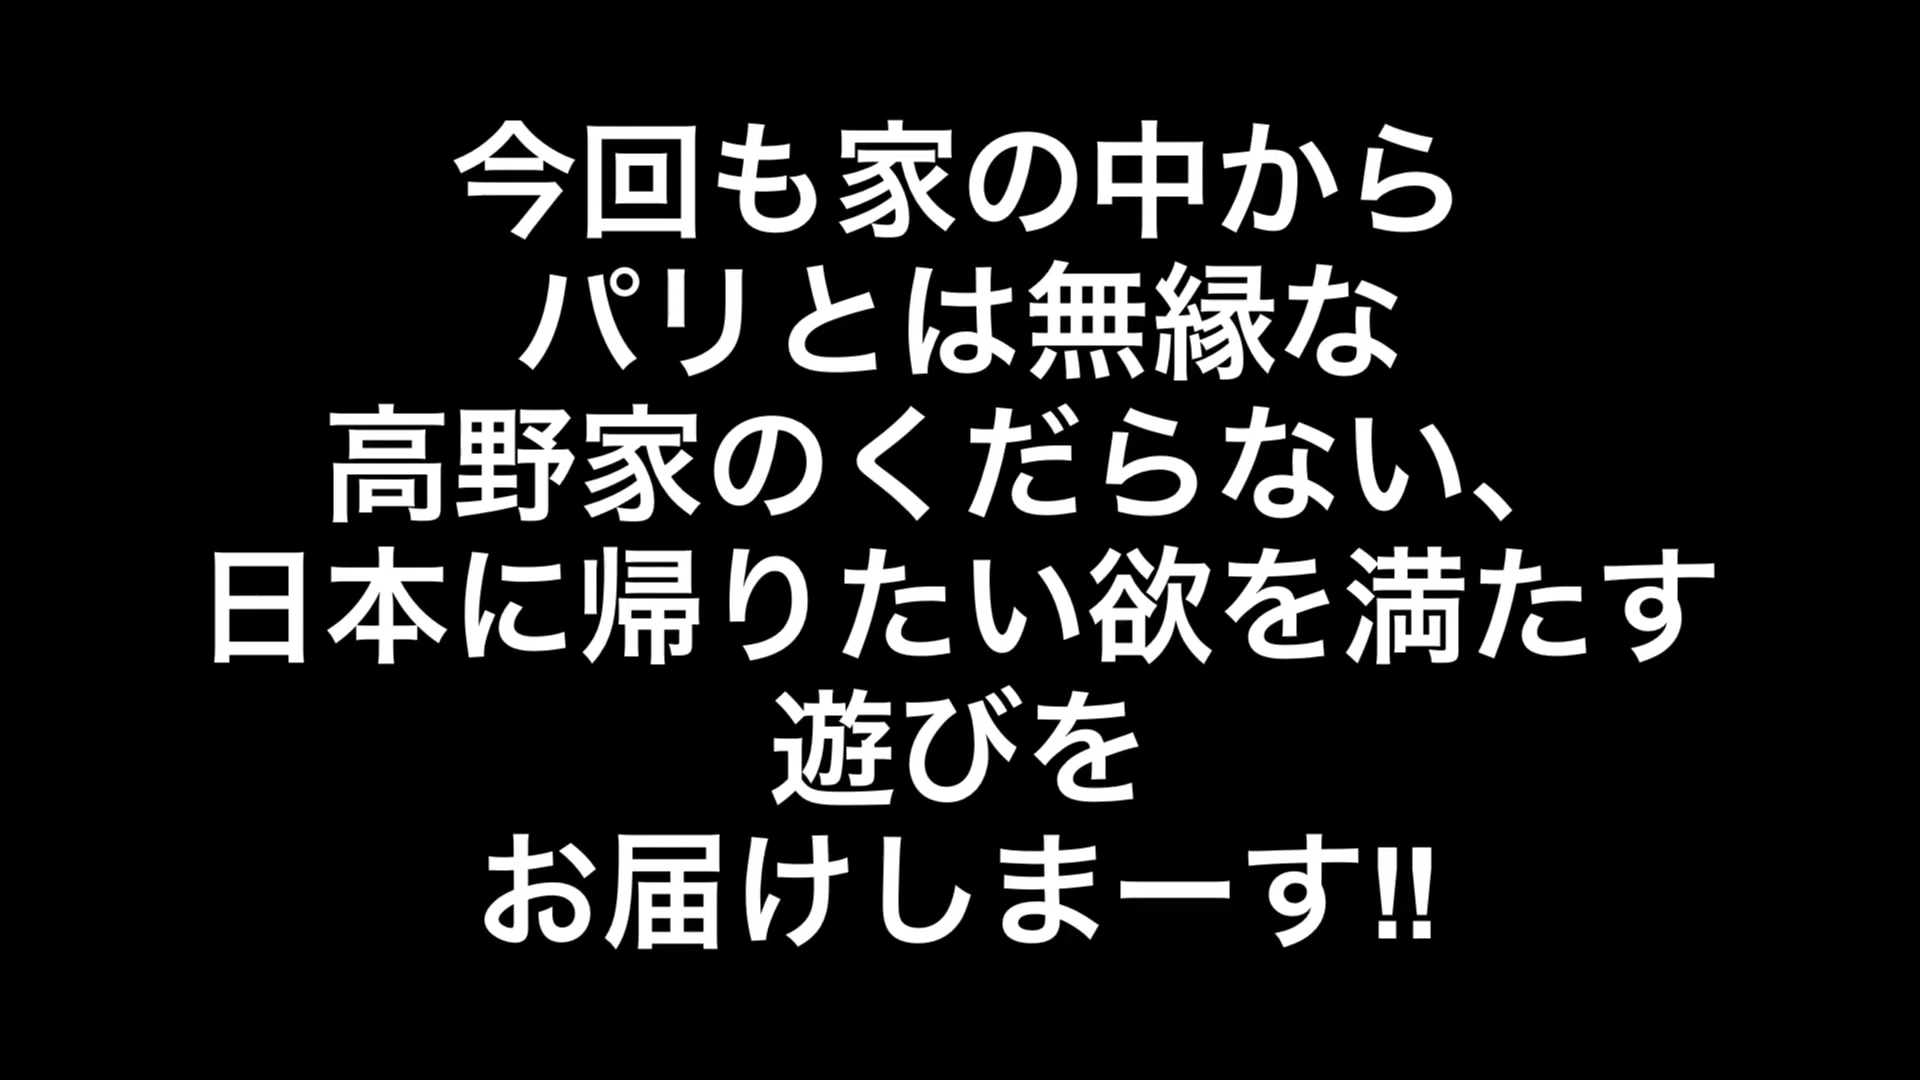 今回も家の中から
パリとは無縁な
高野家のくだらない、
日本に帰りたい欲を満たす
遊びを
お届けしまーす!!